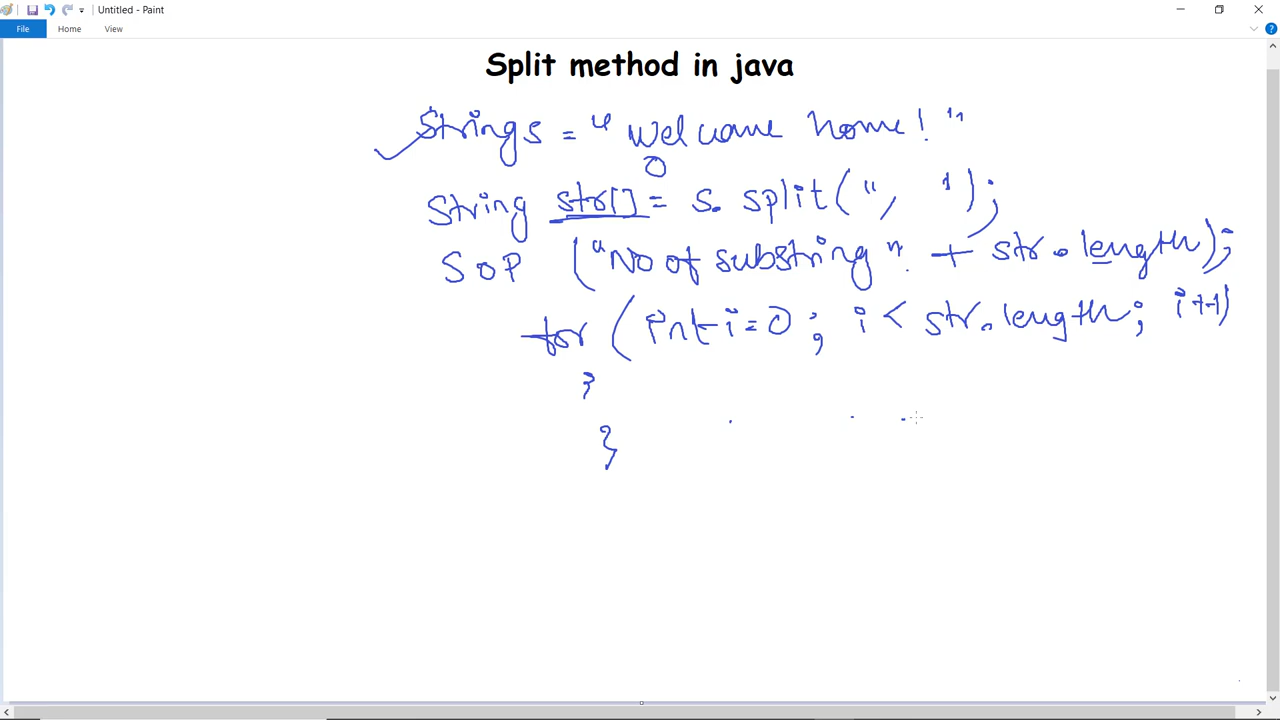 Untitled - Paint
File Home View
Split method in java
String s = "Welcome home!"
0
String str[] = s. split(", ");
SOP ("No of substring". + str.length);
for (int i=0; i < str.length; i++)
}
}